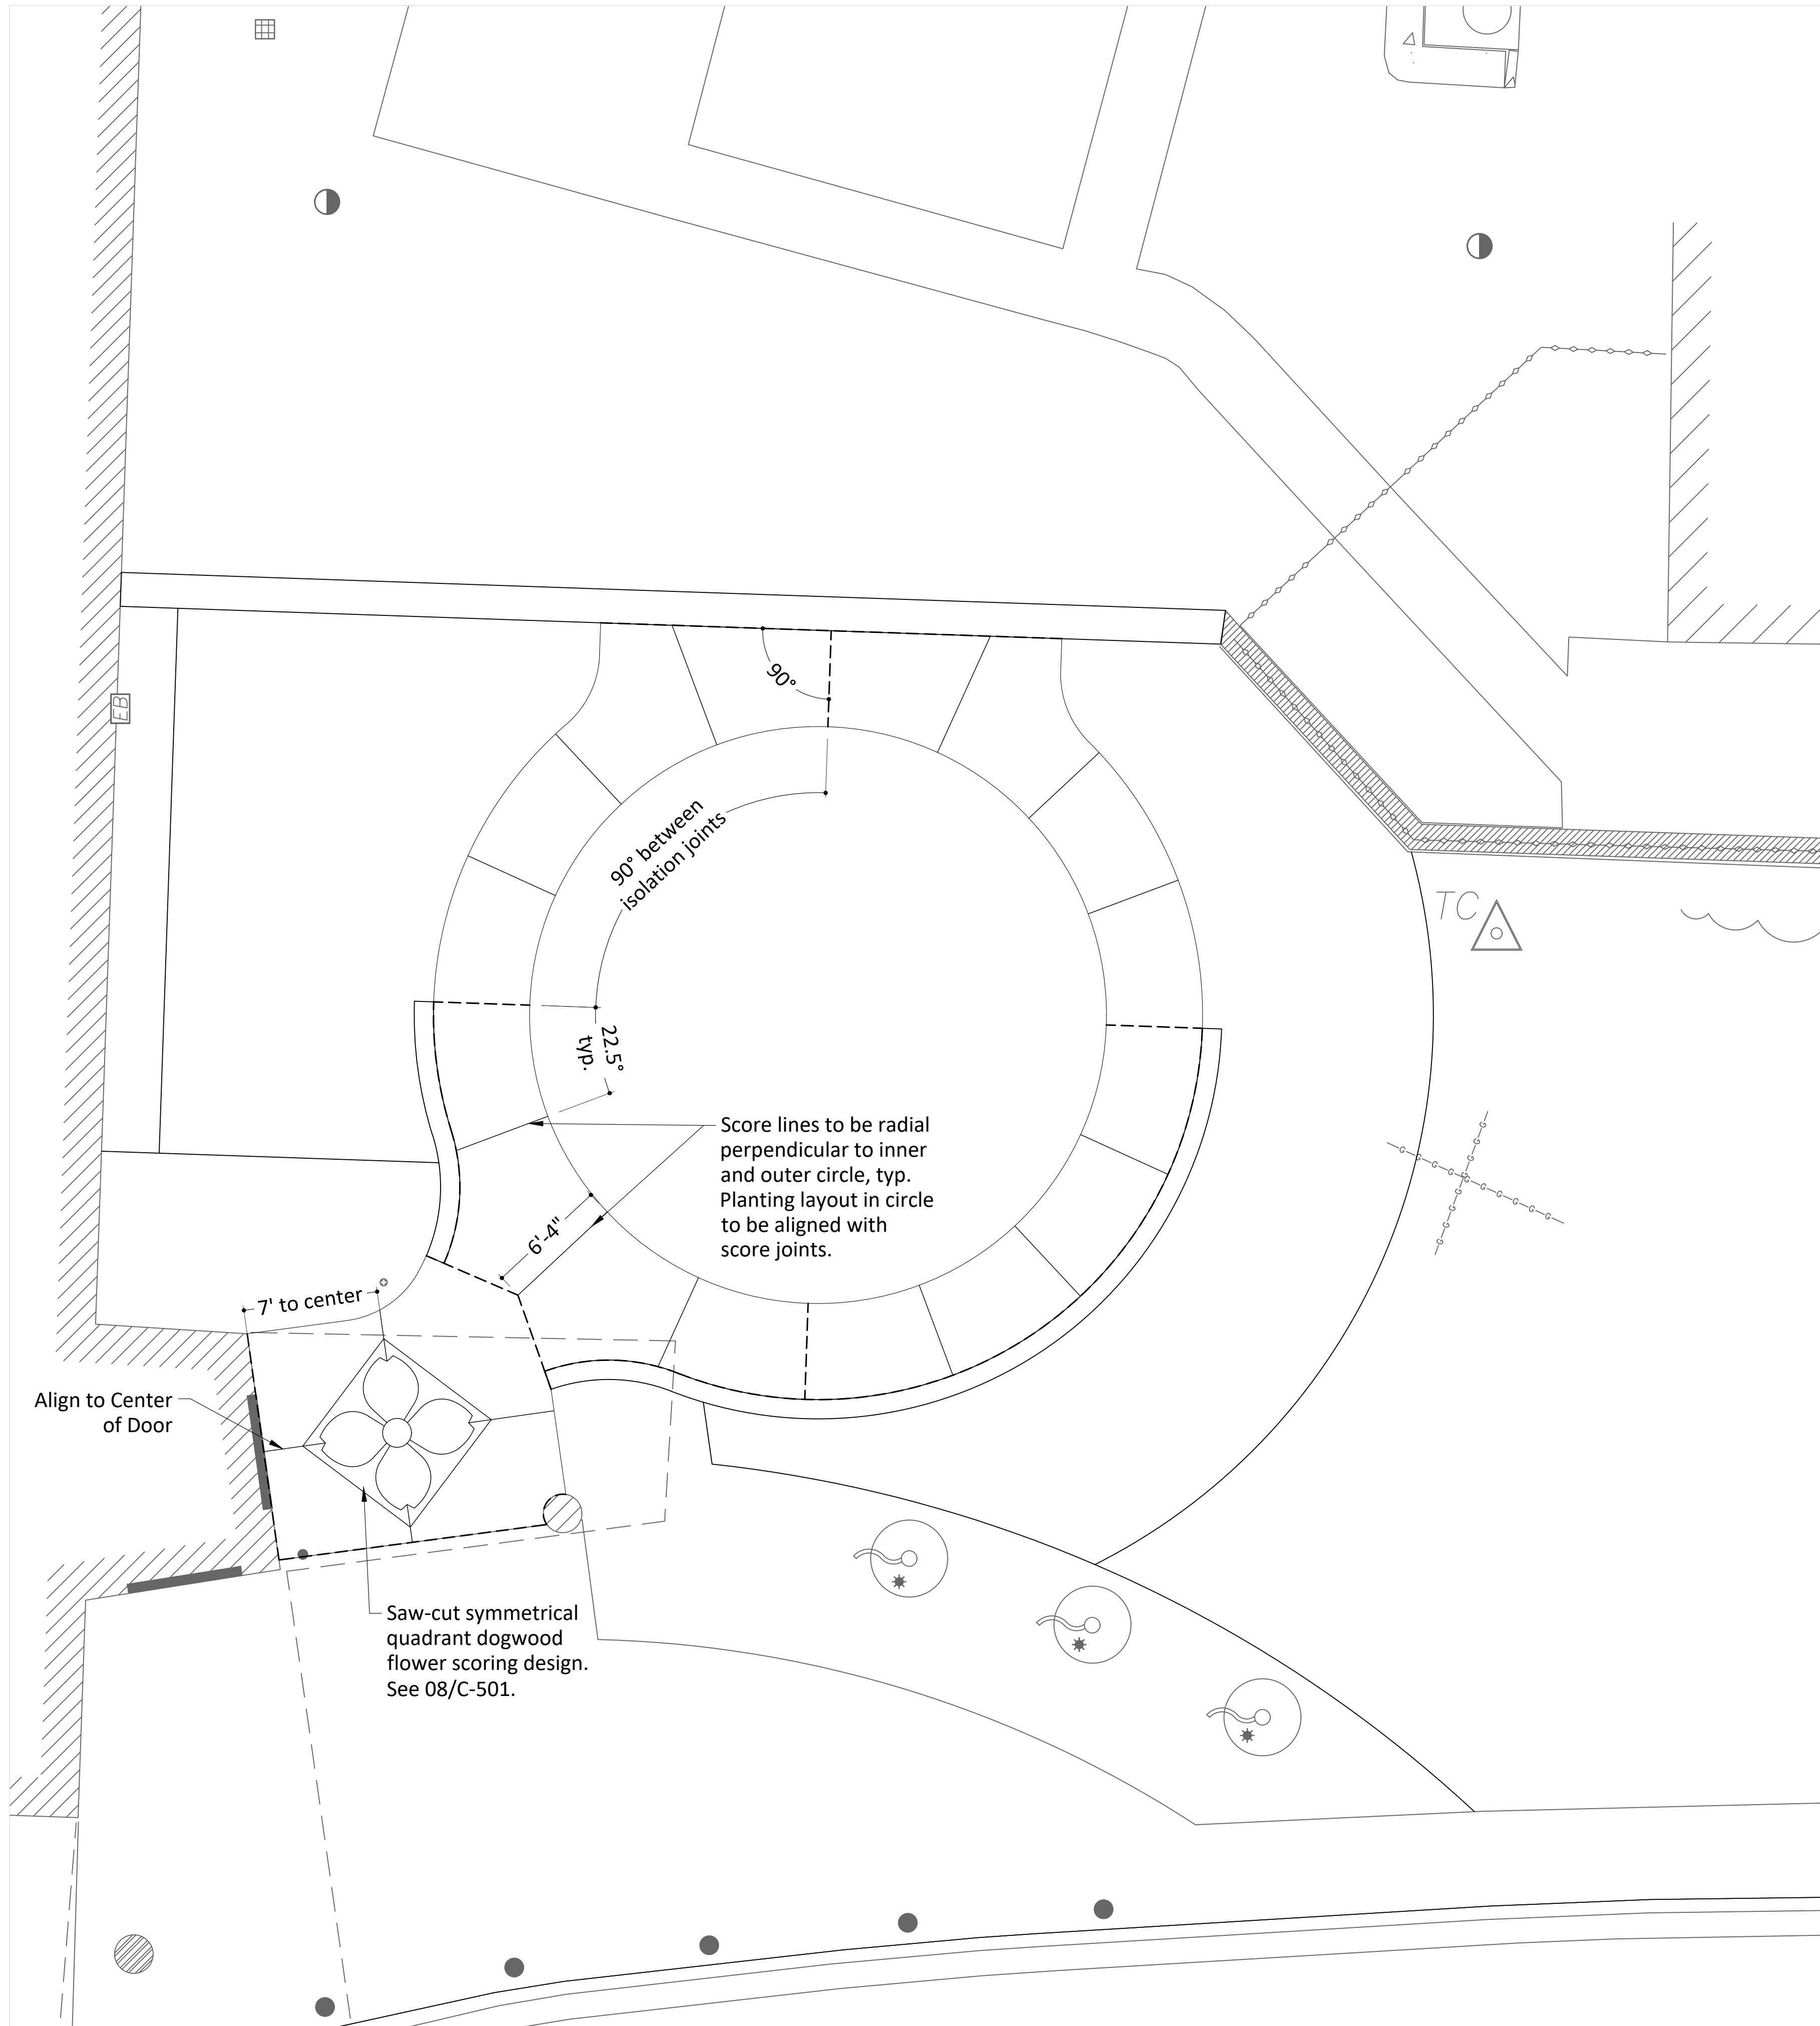 90°
EB
90° between
isolation joints
TC
22.5°
typ.
Score lines to be radial
perpendicular to inner
and outer circle, typ.
Planting layout in circle
to be aligned with
score joints.
G G G G G G G G
G G G G G G G
6'-4"
7' to center
Align to Center
of Door
Saw-cut symmetrical
quadrant dogwood
flower scoring design.
See 08/C-501.